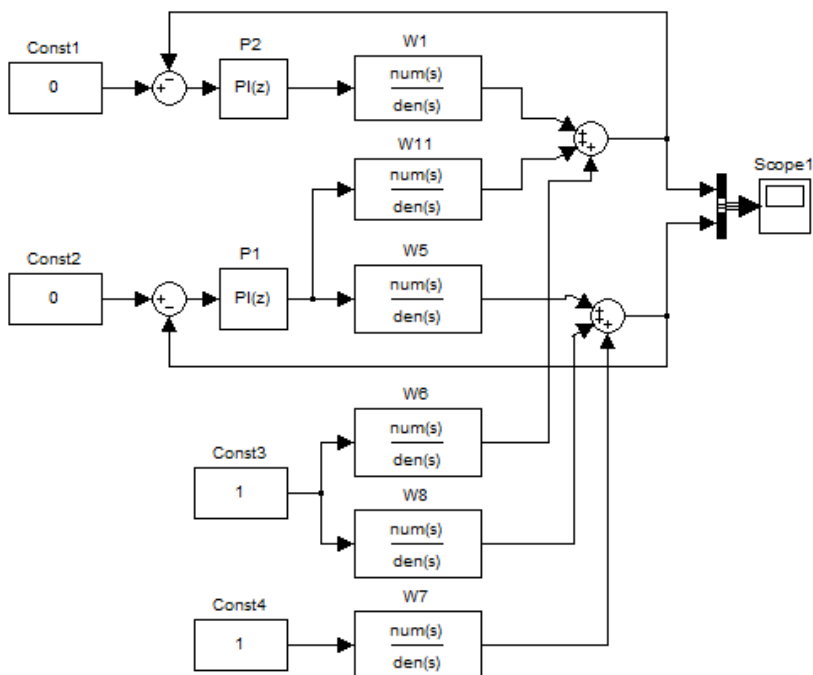 Const1
0
P2
PI(z)
W1
num(s)
den(s)
W11
num(s)
den(s)
Scope1
Const2
0
P1
PI(z)
W5
num(s)
den(s)
W6
num(s)
den(s)
Const3
1
W8
num(s)
den(s)
Const4
1
W7
num(s)
den(s)